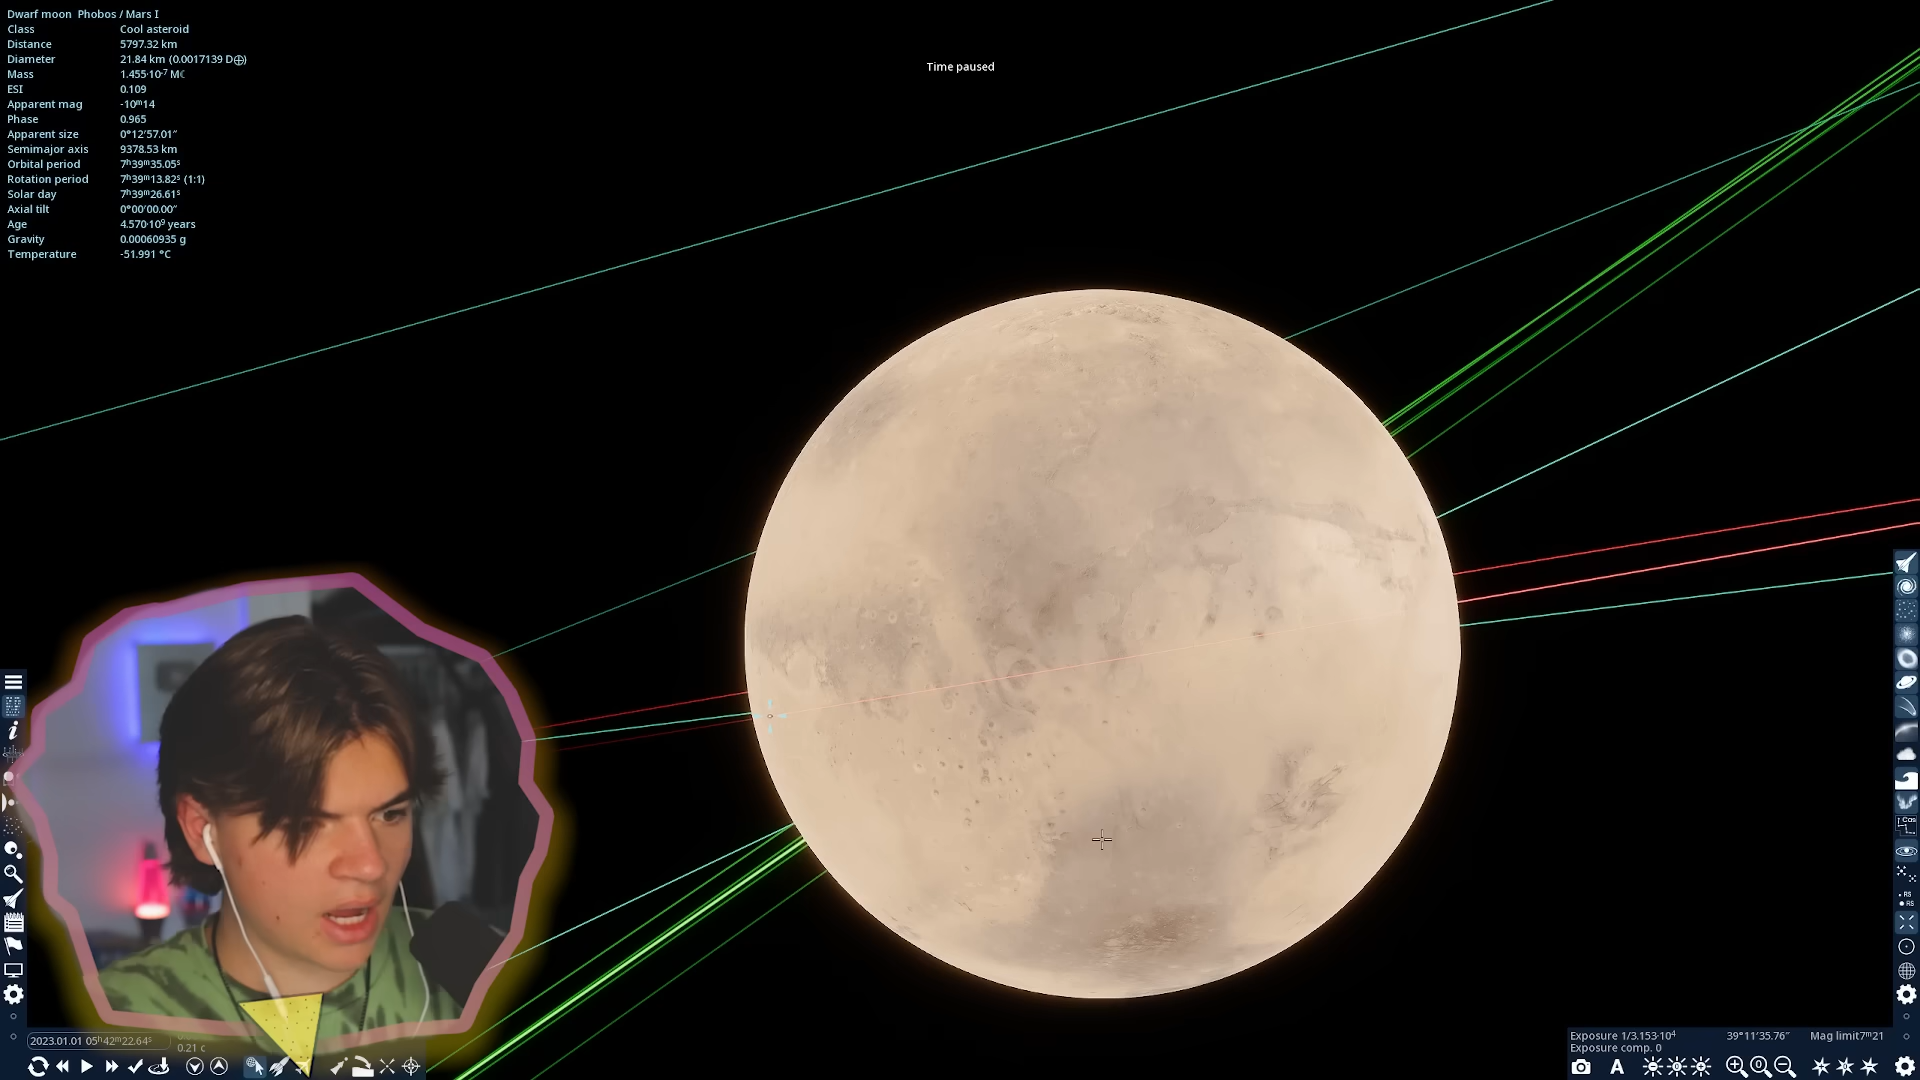 Dwarf moon Phobos / Mars I
Class Cool asteroid
Distance 5797.32 km
Diameter 21.84 km (0.0017139 D⊕)
Mass 1.455·10⁻⁷ M☾
ESI 0.109
Apparent mag -10ᵐ14
Phase 0.965
Apparent size 0°12′57.01″
Semimajor axis 9378.53 km
Orbital period 7ʰ39ᵐ35.05ˢ
Rotation period 7ʰ39ᵐ13.82ˢ (1:1)
Solar day 7ʰ39ᵐ26.61ˢ
Axial tilt 0°00′00.00″
Age 4.570·10⁹ years
Gravity 0.00060935 g
Temperature -51.991 °C
Time paused
Cos
RS
RS
2023.01.01 05ʰ42ᵐ22.64ˢ
0.21 c
Exposure 1/3.153·10⁴ 39°11′35.76″ Mag limit7ᵐ21
Exposure comp. 0
A